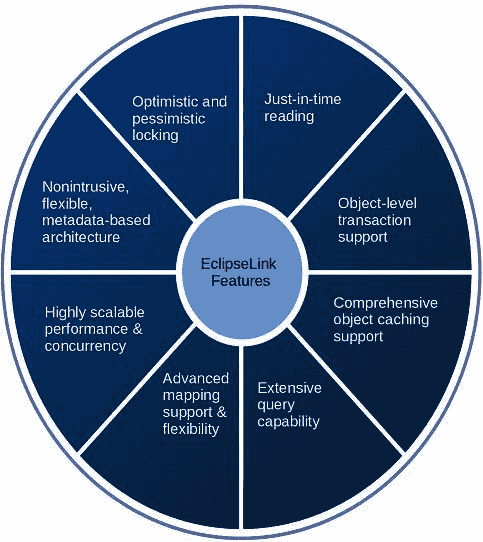 Optimistic and
pessimistic
locking
Just-in-time
reading
Nonintrusive,
flexible,
metadata-based
architecture
Object-level
transaction
support
EclipseLink
Features
Highly scalable
performance &
concurrency
Comprehensive
object caching
support
Advanced
mapping
support &
flexibility
Extensive
query
capability